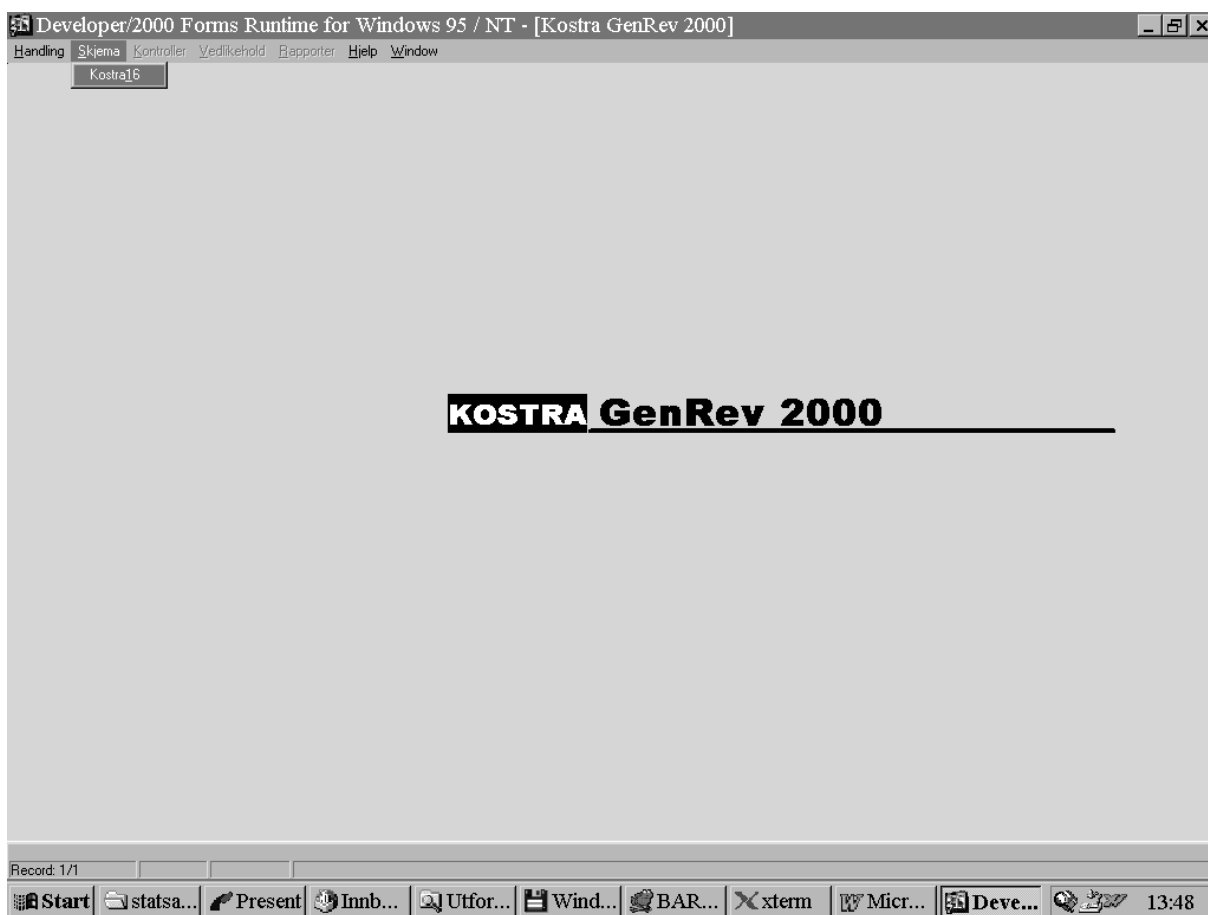 Developer/2000 Forms Runtime for Windows 95 / NT - [Kostra GenRev 2000]
Handling Skjema Kontroller Vedlikehold Rapporter Hjelp Window
Kostra16
KOSTRA GenRev 2000
Record: 1/1
Start statsa... Present Innb... Utfor... Wind... BAR... xterm Micr... Deve... 13:48